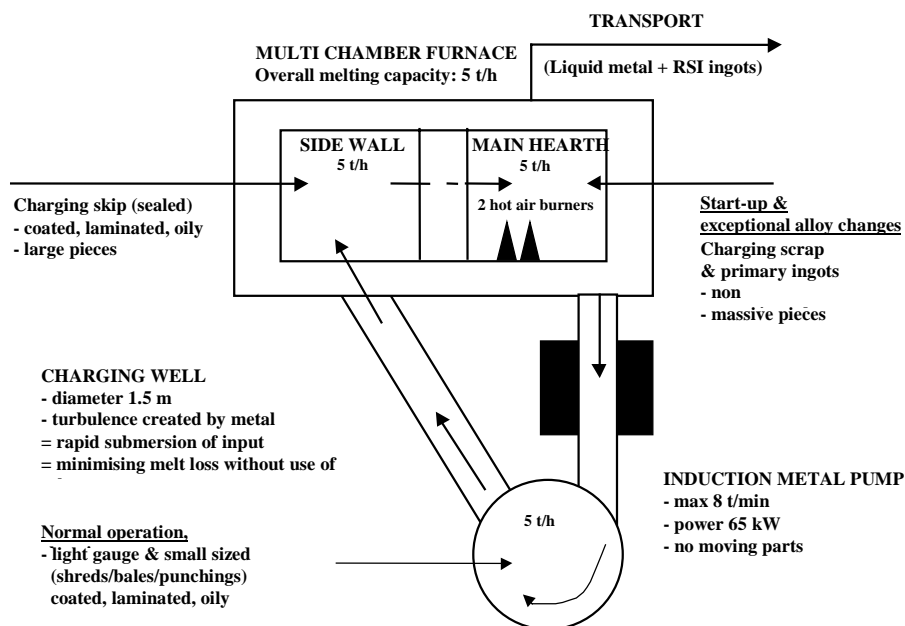 TRANSPORT
(Liquid metal + RSI ingots)
MULTI CHAMBER FURNACE
Overall melting capacity: 5 t/h
SIDE WALL
5 t/h
MAIN HEARTH
5 t/h
2 hot air burners
Charging skip (sealed)
- coated, laminated, oily
- large pieces
Start-up &
exceptional alloy changes
Charging scrap
& primary ingots
- non
- massive pieces
CHARGING WELL
- diameter 1.5 m
- turbulence created by metal
= rapid submersion of input
= minimising melt loss without use of
INDUCTION METAL PUMP
- max 8 t/min
- power 65 kW
- no moving parts
5 t/h
Normal operation,
- light gauge & small sized
(shreds/bales/punchings)
coated, laminated, oily